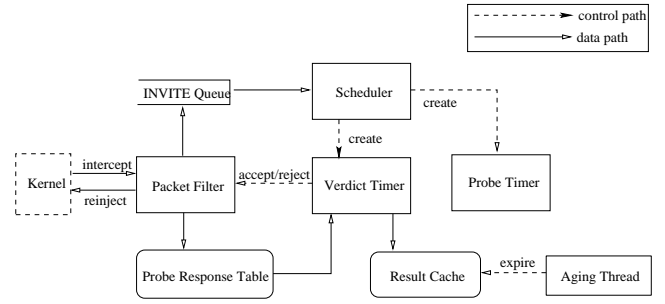 control path
data path
INVITE Queue
Scheduler
create
create
Kernel
intercept
reinject
Packet Filter
accept/reject
Verdict Timer
Probe Timer
Probe Response Table
Result Cache
expire
Aging Thread